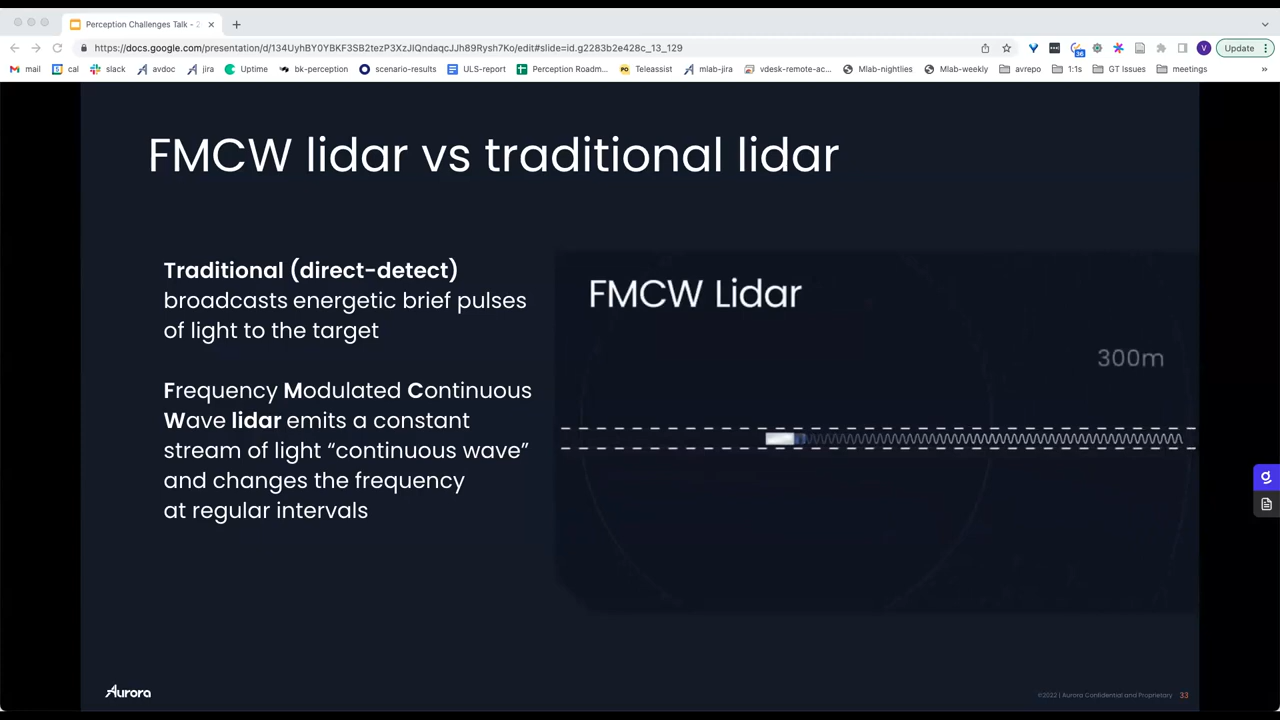 Perception Challenges Talk - 2
https://docs.google.com/presentation/d/134UyhBY0YBKF3SB2tezP3XzJIQndaqcJJh89Rysh7Ko/edit#slide=id.g2283b2e428c_13_129
36
V
Update
mail cal slack avdoc jira Uptime bk-perception scenario-results ULS-report Perception Roadm... Teleassist mlab-jira vdesk-remote-ac... Mlab-nightlies Mlab-weekly avrepo 1:1s GT Issues meetings »
FMCW lidar vs traditional lidar
Traditional (direct-detect)
broadcasts energetic brief pulses
of light to the target
Frequency Modulated Continuous
Wave lidar emits a constant
stream of light “continuous wave”
and changes the frequency
at regular intervals
FMCW Lidar
300m
Aurora
©2022 | Aurora Confidential and Proprietary 33